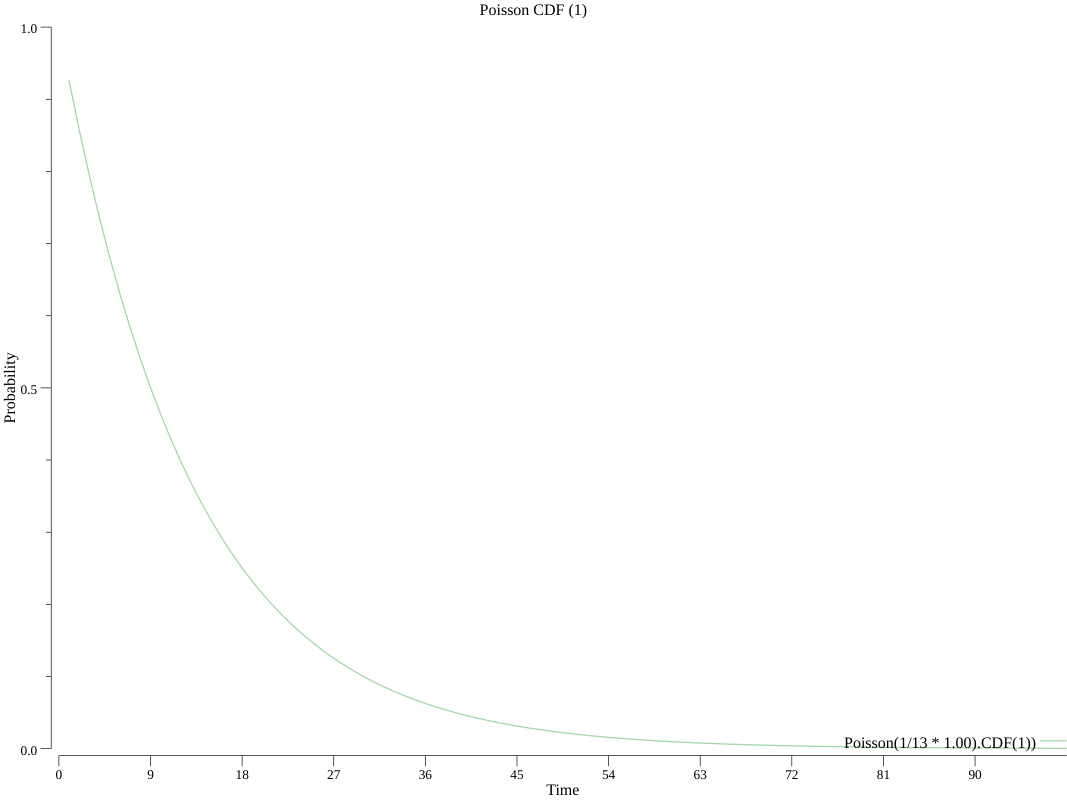 Poisson CDF (1)
1.0
0.5
0.0
Probability
Poisson(1/13 * 1.00).CDF(1))
0 9 18 27 36 45 54 63 72 81 90
Time